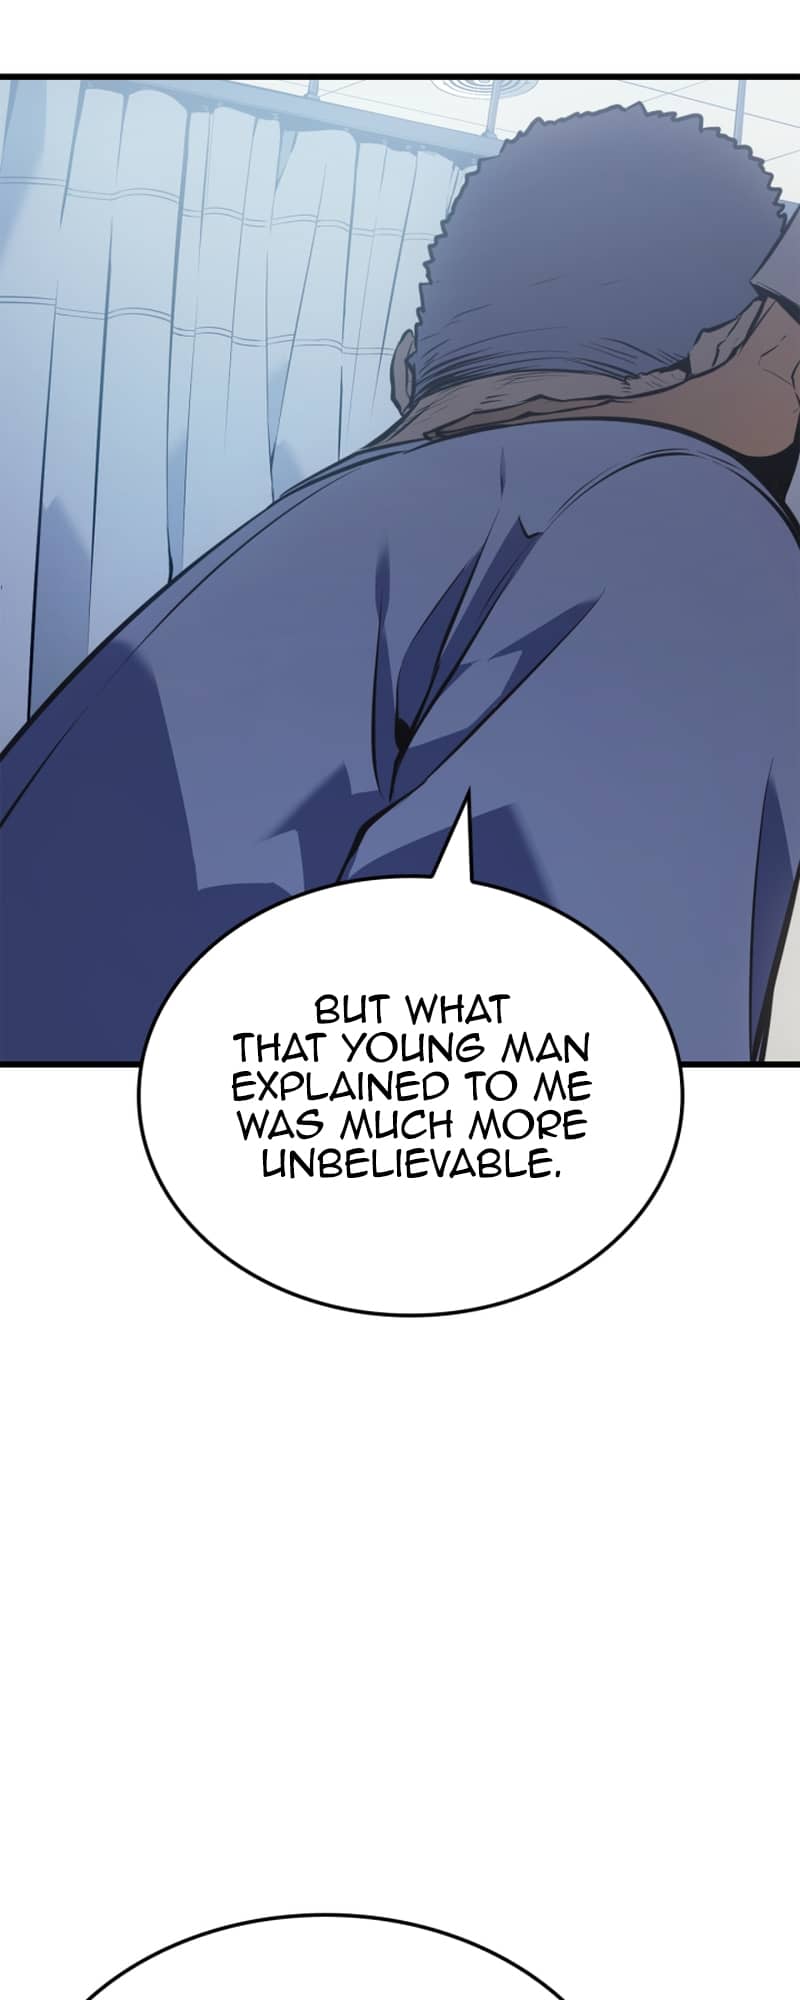 BUT WHAT
THAT YOUNG MAN
EXPLAINED TO ME
WAS MUCH MORE
UNBELIEVABLE.